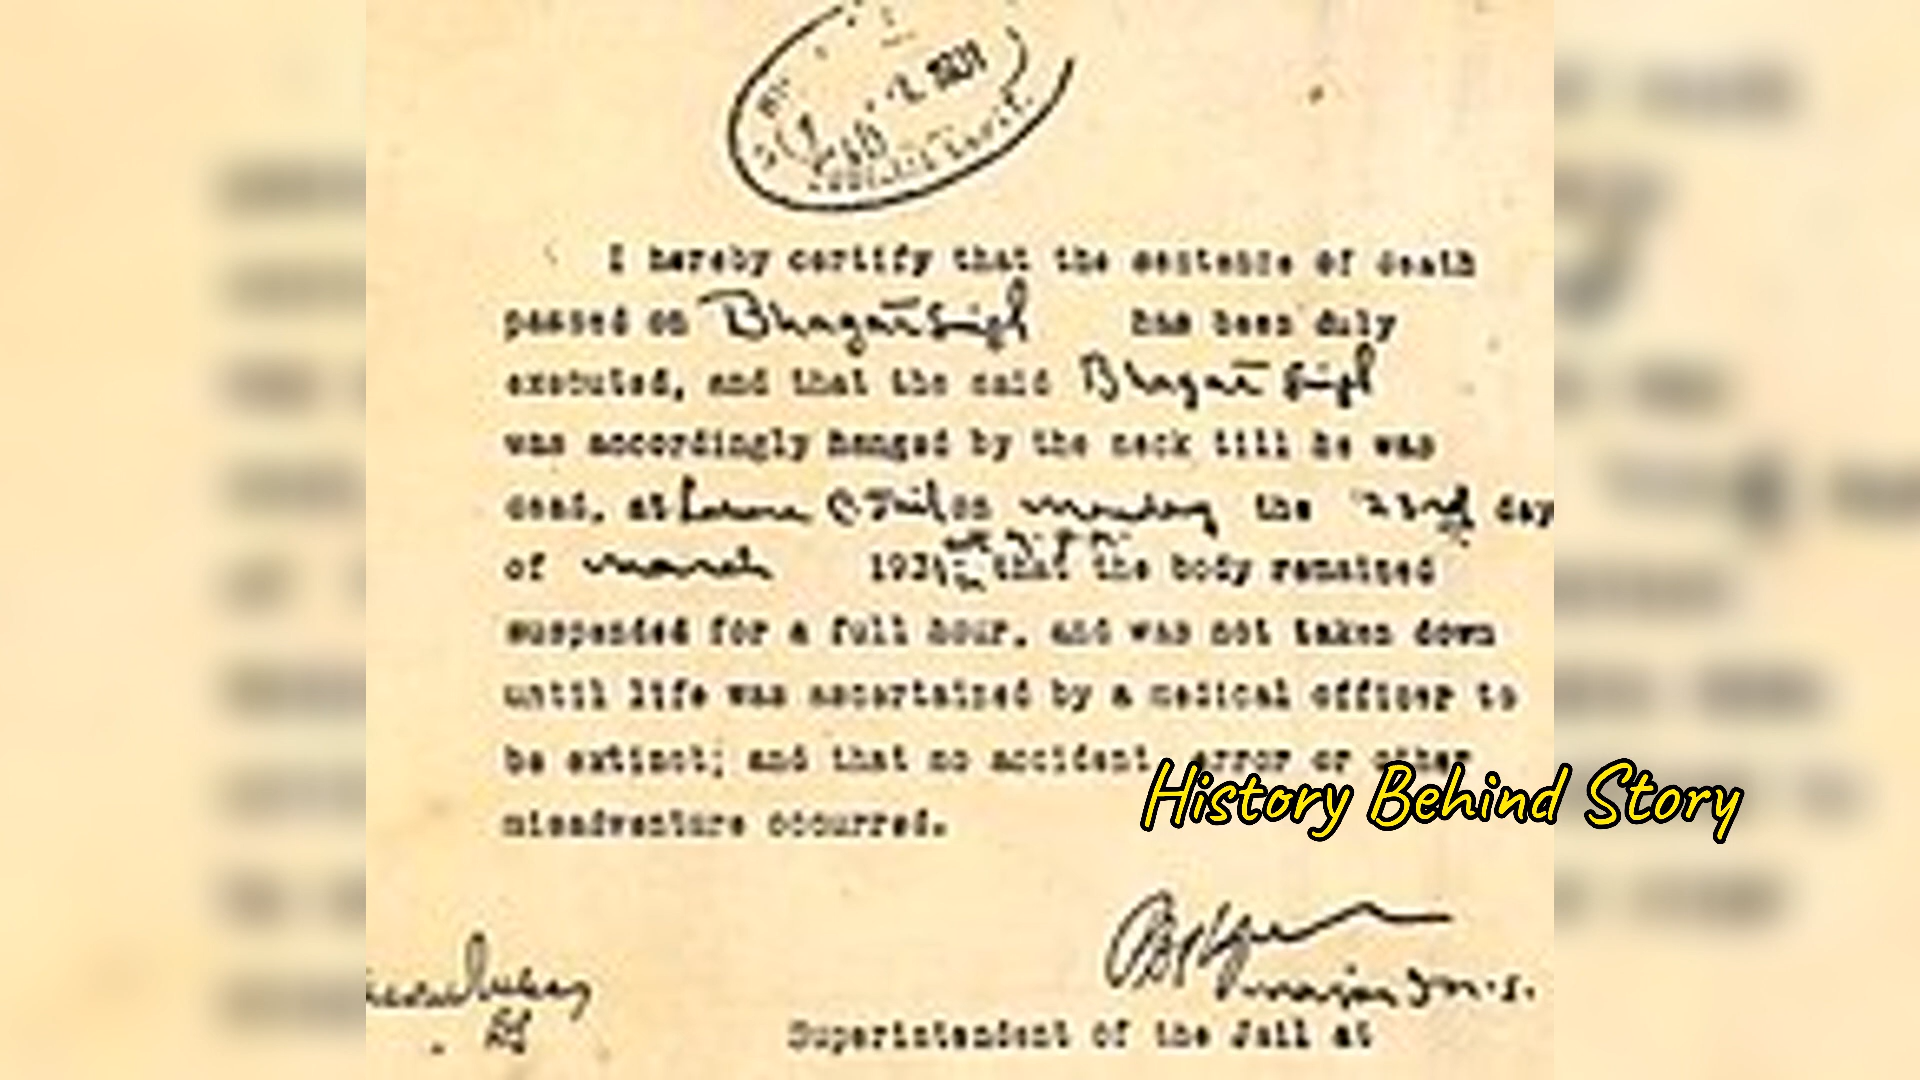 I hereby certify that the sentence of death
passed on Bhagat Singh has been duly
executed, and that the said Bhagat Singh
was accordingly hanged by the neck till he was
dead, at Lahore C. Jail on Monday the 23rd day
of March 1931 that the body remained
suspended for a full hour, and was not taken down
until life was ascertained by a medical officer to
be extinct; and that no accident, error or other
misadventure occurred.
History Behind Story
Major I.M.S.
Superintendent of the Jail at